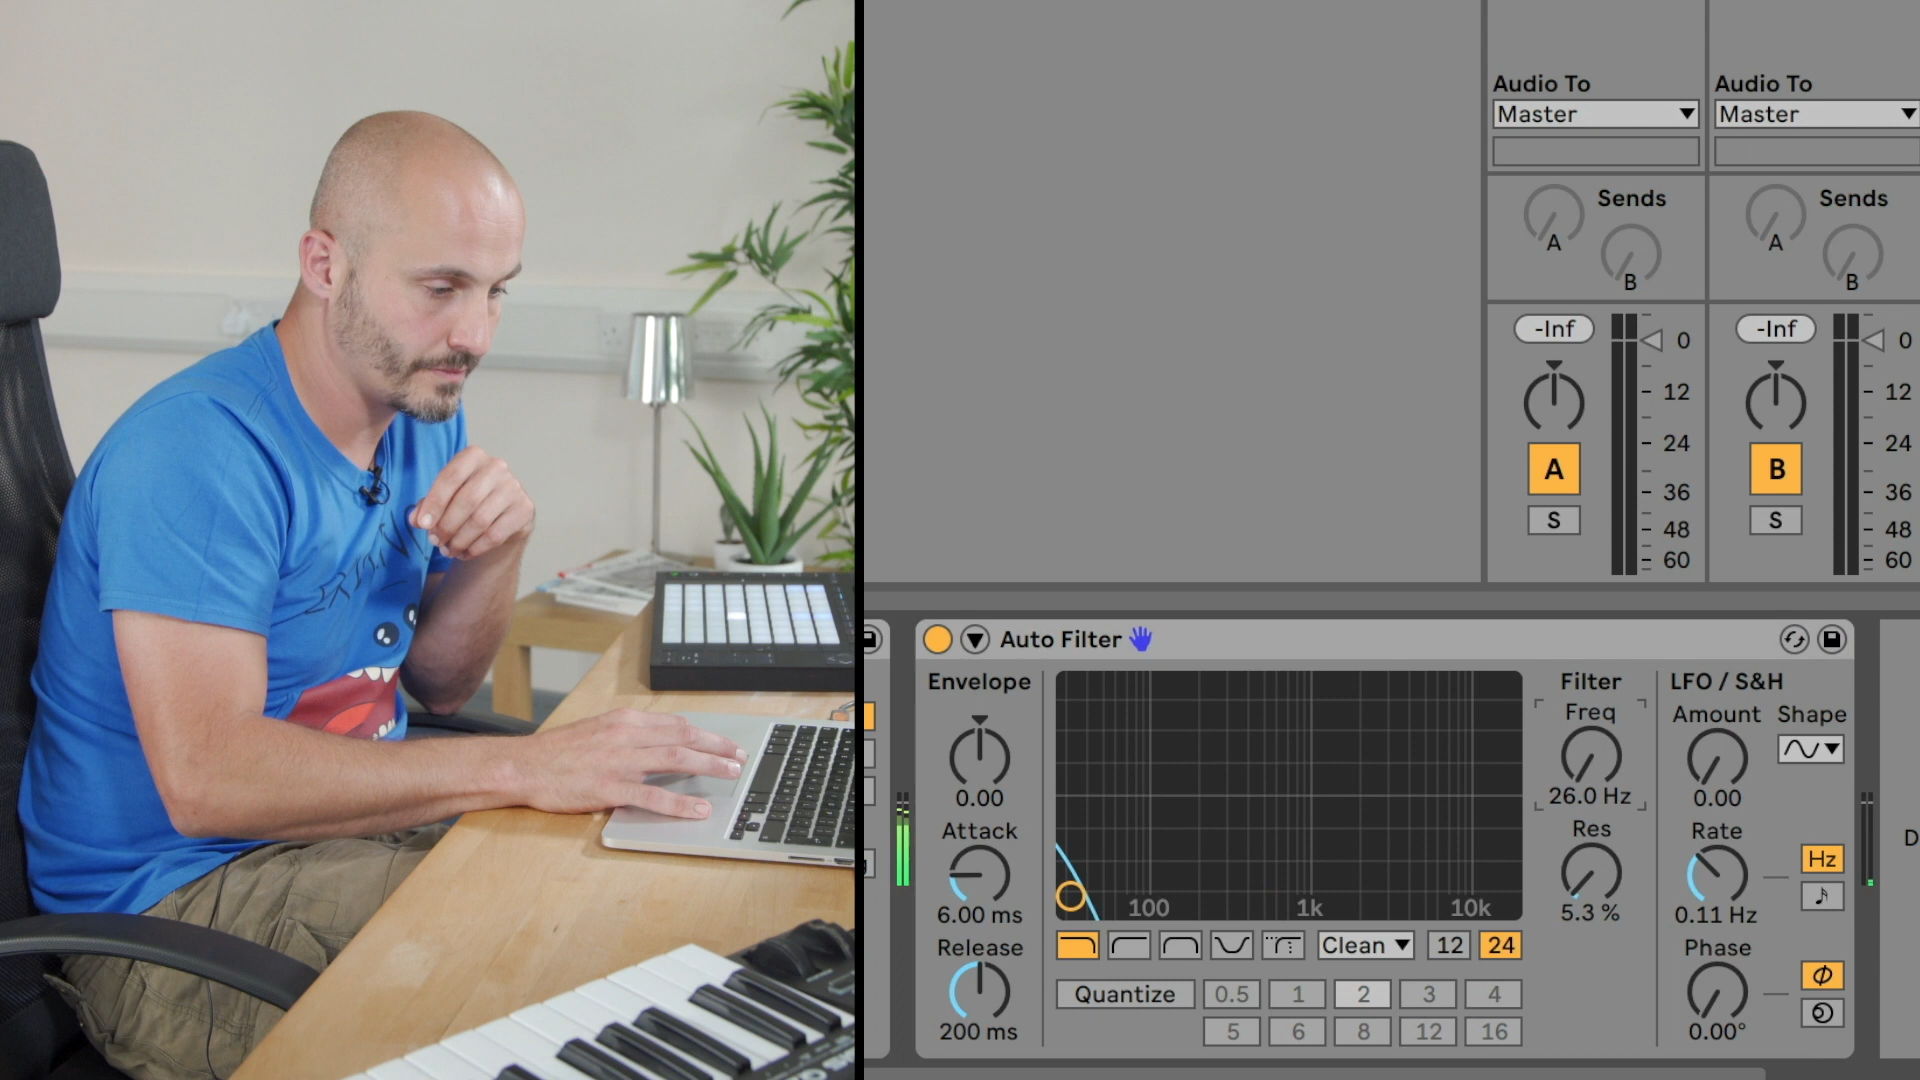 Audio To
Master
Sends
A
B
-Inf
0
12
24
36
48
60
A
S
Audio To
Master
Sends
A
B
-Inf
0
12
24
36
48
60
B
S
Auto Filter
Envelope
0.00
Attack
6.00 ms
Release
200 ms
100
1k
10k
Clean
12
24
Quantize
0.5
1
2
3
4
5
6
8
12
16
Filter
Freq
26.0 Hz
Res
5.3 %
LFO / S&H
Amount
0.00
Shape
Rate
0.11 Hz
Hz
Phase
0.00°
D